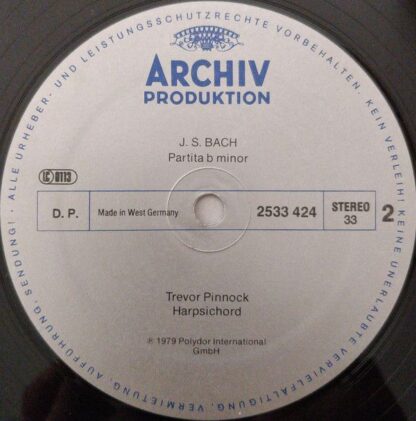 ALLE URHEBER- UND LEISTUNGSSCHUTZRECHTE VORBEHALTEN. KEIN VERLEIH! KEINE UNERLAUBTE VERVIELFÄLTIGUNG, VERMIETUNG, AUFFÜHRUNG, SENDUNG! ·
ARCHIV
PRODUKTION
J. S. BACH
Partita b minor
LC 0113
D. P. Made in West Germany 2533 424 STEREO 33 2
Trevor Pinnock
Harpsichord
℗ 1979 Polydor International
GmbH